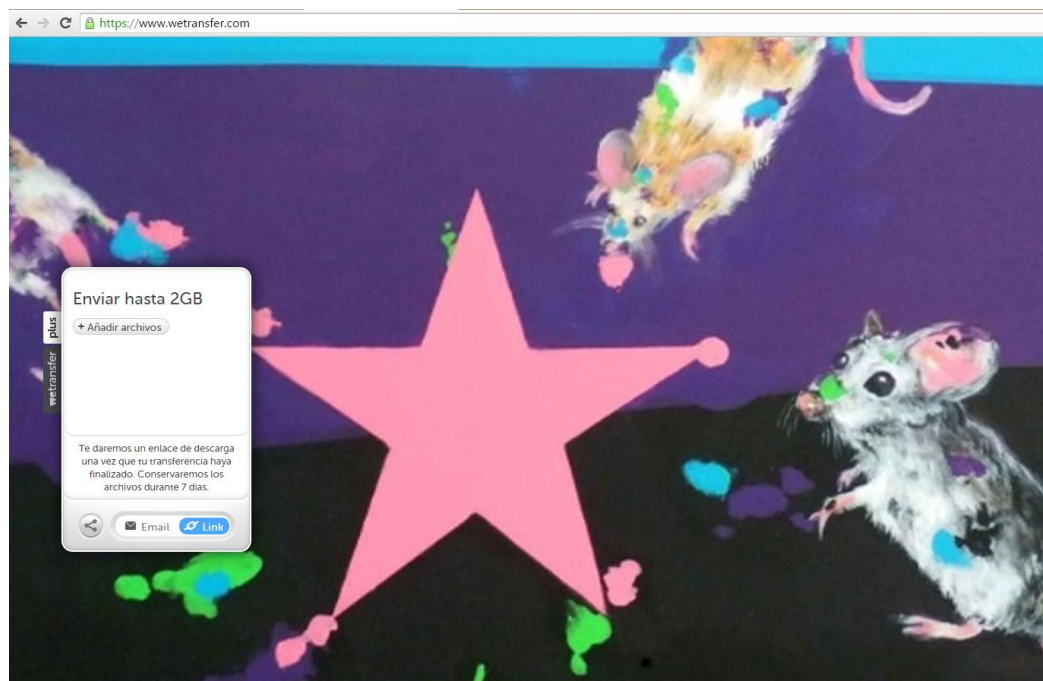 https://www.wetransfer.com
Enviar hasta 2GB
+ Añadir archivos
plus
wetransfer
Te daremos un enlace de descarga
una vez que tu transferencia haya
finalizado. Conservaremos los
archivos durante 7 dias.
Email Link